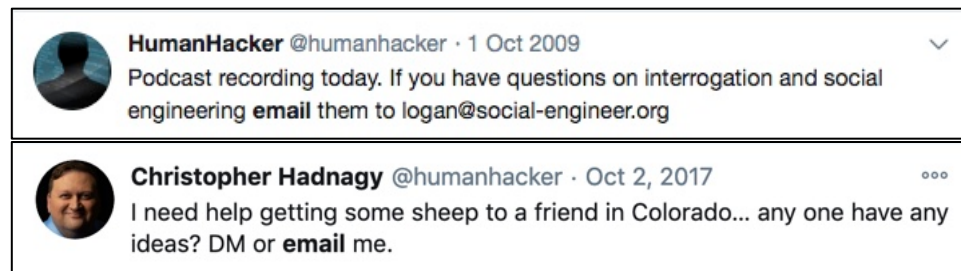 HumanHacker @humanhacker · 1 Oct 2009
Podcast recording today. If you have questions on interrogation and social
engineering email them to logan@social-engineer.org
Christopher Hadnagy @humanhacker · Oct 2, 2017
I need help getting some sheep to a friend in Colorado... any one have any
ideas? DM or email me.